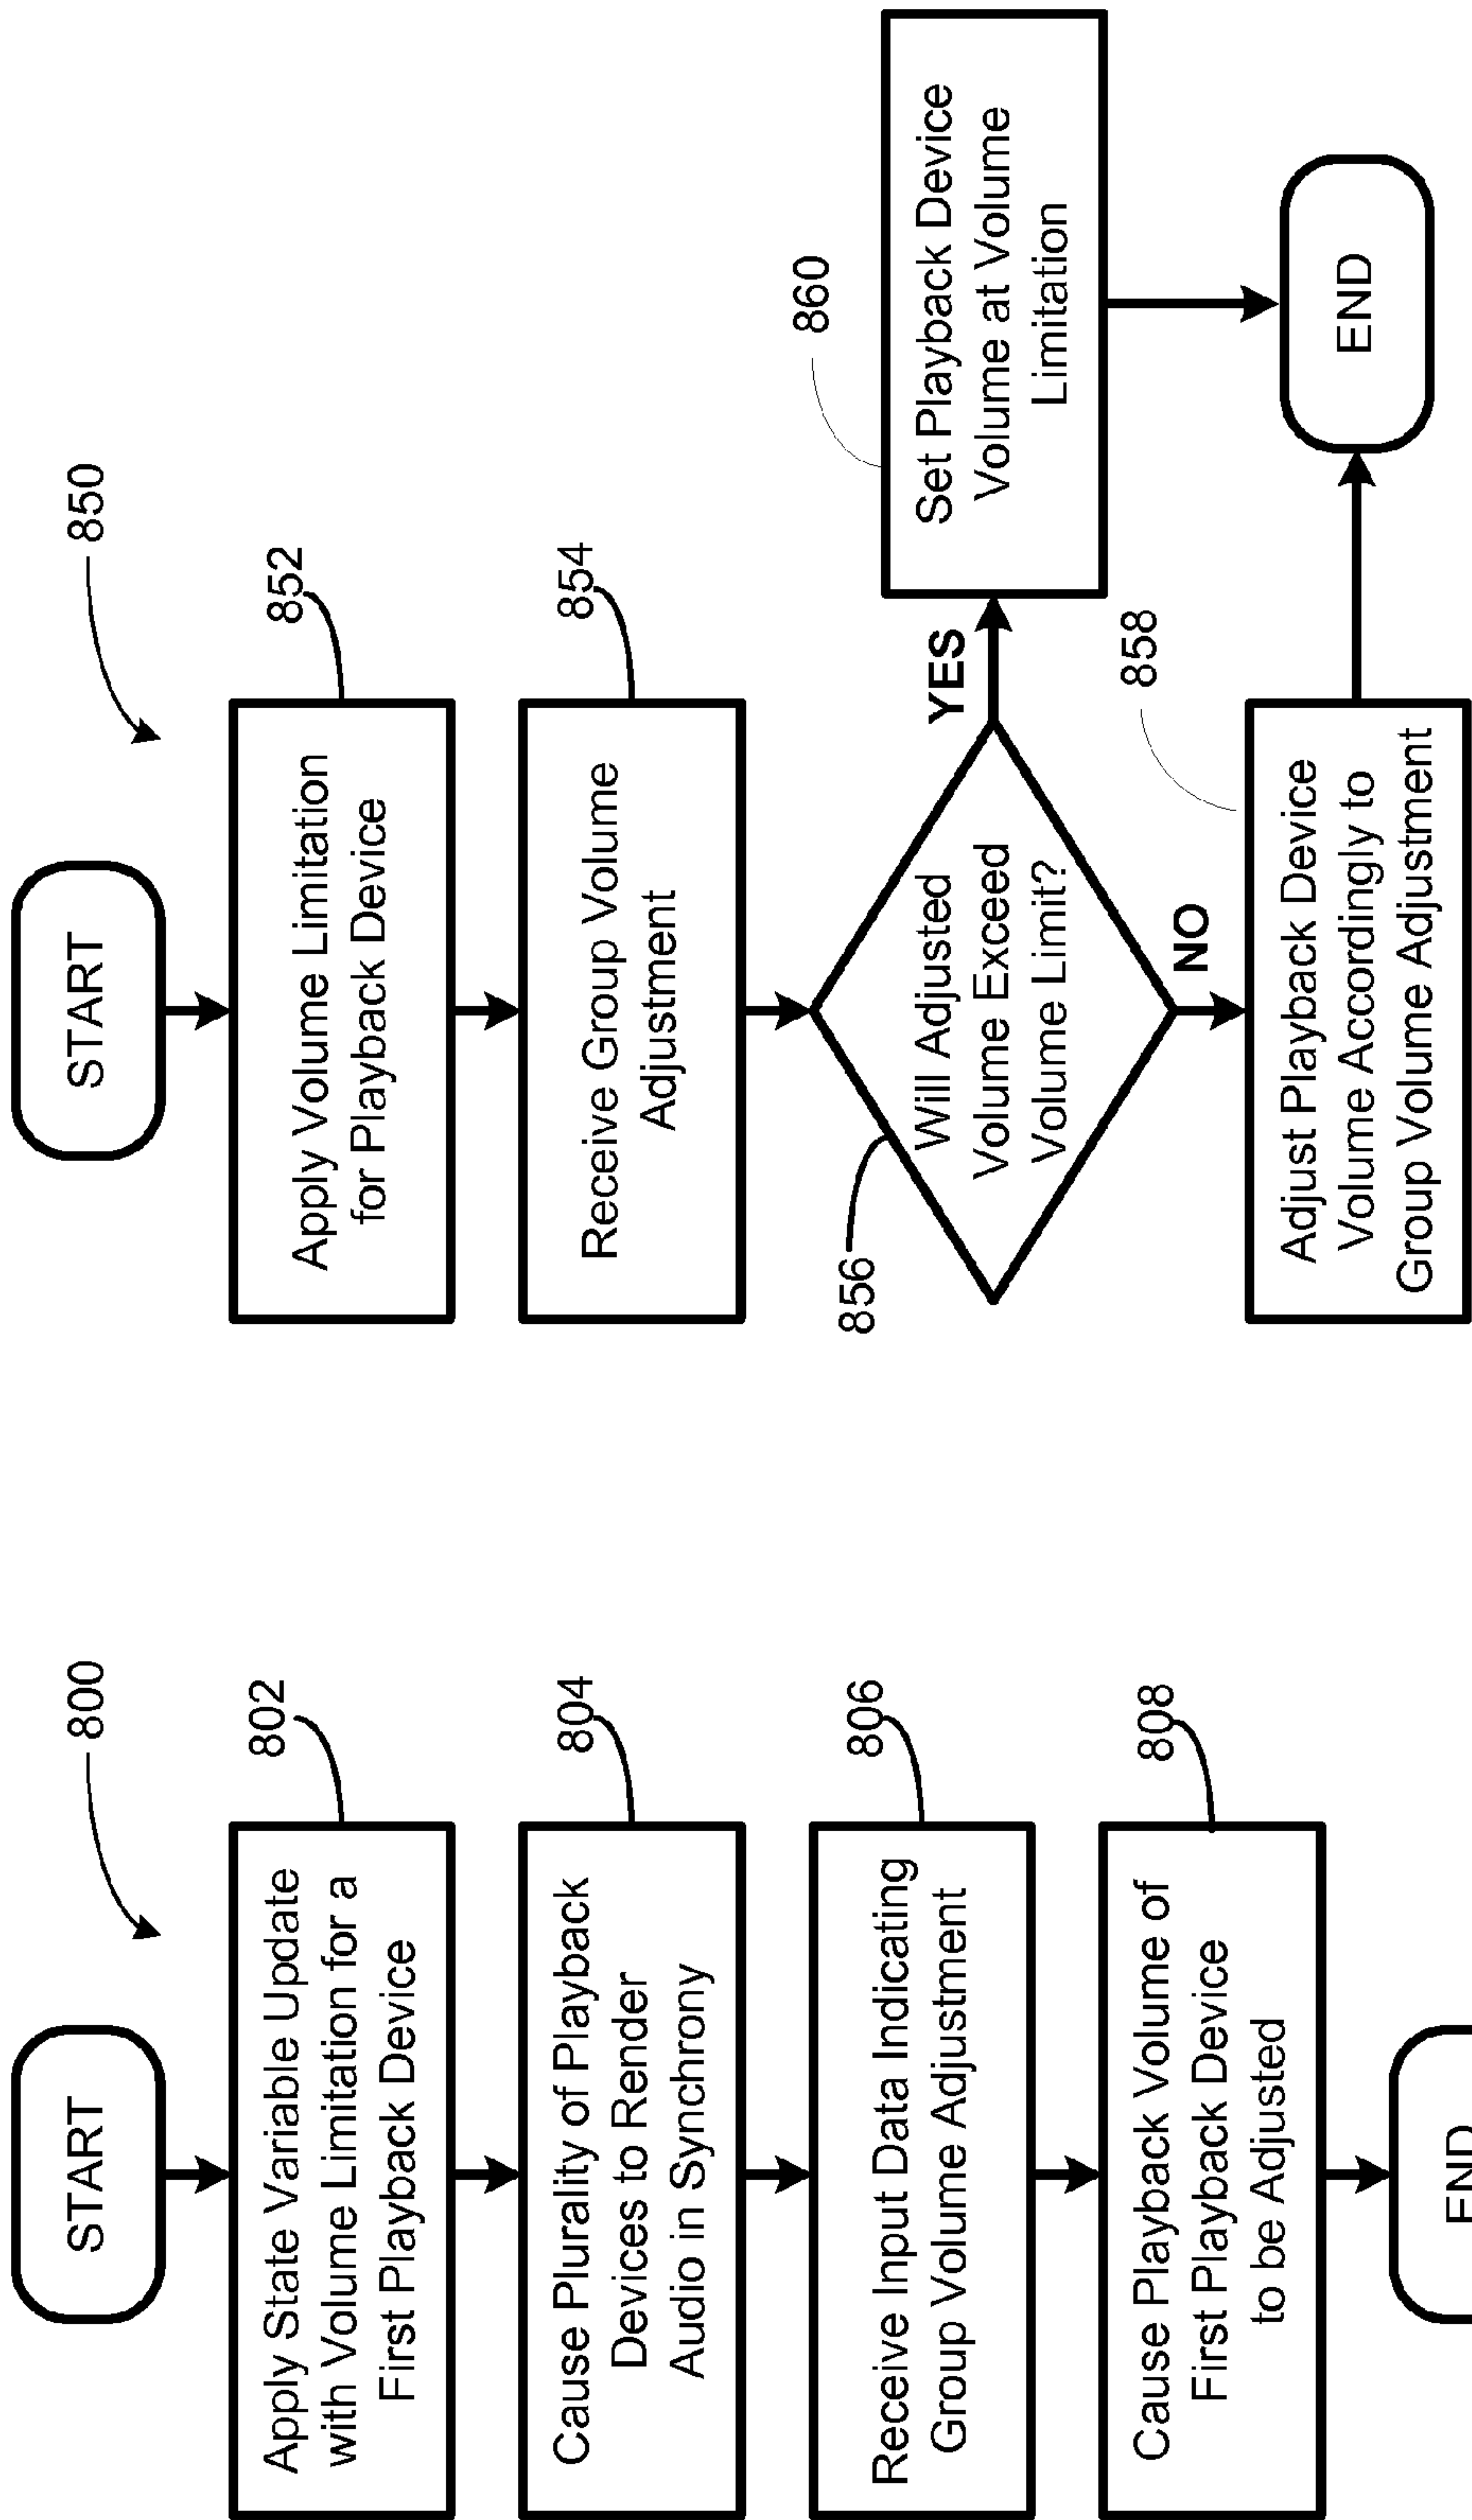 800
START
802
Apply State Variable Update
with Volume Limitation for a
First Playback Device
804
Cause Plurality of Playback
Devices to Render
Audio in Synchrony
806
Receive Input Data Indicating
Group Volume Adjustment
808
Cause Playback Volume of
First Playback Device
to be Adjusted
END
850
START
852
Apply Volume Limitation
for Playback Device
854
Receive Group Volume
Adjustment
856
Will Adjusted
Volume Exceed
Volume Limit?
YES
860
Set Playback Device
Volume at Volume
Limitation
NO
858
Adjust Playback Device
Volume Accordingly to
Group Volume Adjustment
END